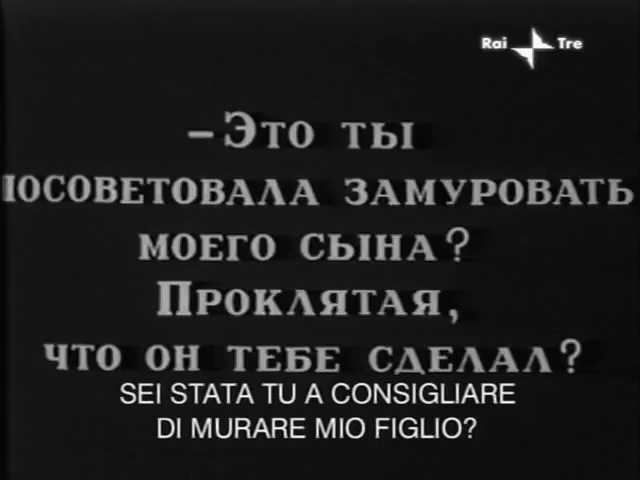 Rai Tre
–Это ты
посоветовала замуровать
моего сына?
Проклятая,
что он тебе сделал?
SEI STATA TU A CONSIGLIARE
DI MURARE MIO FIGLIO?